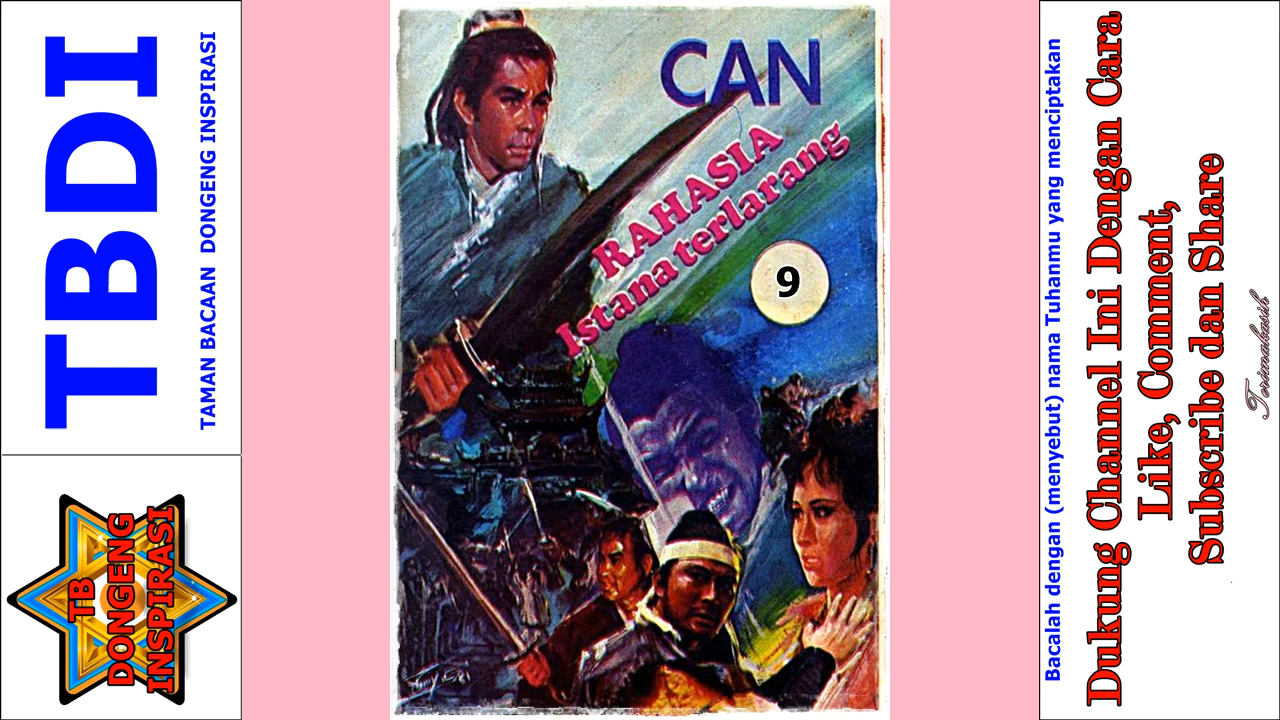 TBDI
TAMAN BACAAN DONGENG INSPIRASI
TB
DONGENG
INSPIRASI
CAN
RAHASIA
Istana terlarang
9
Bacalah dengan (menyebut) nama Tuhanmu yang menciptakan
Dukung Channel Ini Dengan Cara
Like, Comment,
Subscribe dan Share
Terimakasih